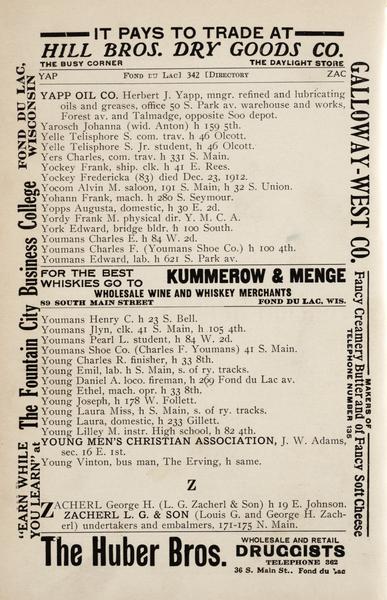 IT PAYS TO TRADE AT
HILL BROS. DRY GOODS CO.
THE BUSY CORNER THE DAYLIGHT STORE
YAP FOND DU LAC] 342 [DIRECTORY ZAC
YAPP OIL CO. Herbert J. Yapp, mngr. refined and lubricating
oils and greases, office 50 S. Park av. warehouse and works,
Forest av. and Talmadge, opposite Soo depot.
Yarosch Johanna (wid. Anton) h 159 5th.
Yelle Telisphore S. com. trav. h 46 Olcott.
Yelle Telisphore S. Jr. student, h 46 Olcott.
Yers Charles, com. trav. h 331 S. Main.
Yockey Frank, ship. clk. h 41 E. Rees.
Yockey Fredericka (83) died Dec. 23, 1912.
Yocom Alvin M. saloon, 191 S. Main, h 32 S. Union.
Yohann Frank, mach. h 280 S. Seymour.
Yopps Augusta, domestic, h 30 E. 2d.
Yordy Frank M. physical dir. Y. M. C. A.
York Edward, bridge bldr. h 100 South.
Youmans Charles E. h 84 W. 2d.
Youmans Charles F. (Youmans Shoe Co.) h 100 4th.
Youmans Edward, lab. h 621 S. Park av.
FOR THE BEST
WHISKIES GO TO KUMMEROW & MENGE
WHOLESALE WINE AND WHISKEY MERCHANTS
89 SOUTH MAIN STREET FOND DU LAC, WIS.
Youmans Henry C. h 23 S. Bell.
Youmans Jlyn, clk. 41 S. Main, h 105 4th.
Youmans Pearl L. student, h 84 W. 2d.
Youmans Shoe Co. (Charles F. Youmans) 41 S. Main.
Young Charles R. finisher, h 33 8th.
Young Emil, lab. h S. Main, s. of ry. tracks.
Young Daniel A. loco. fireman, h 269 Fond du Lac av.
Young Ethel, mach. opr. h 33 8th.
Young Joseph, h 178 W. Follett.
Young Laura Miss, h S. Main, s. of ry. tracks.
Young Laura, domestic, h 233 Gillett.
Young Lilley M. instr. High school, h 82 4th.
YOUNG MEN'S CHRISTIAN ASSOCIATION, J. W. Adams,
sec. 16 E. 1st.
Young Vinton, bus man, The Erving, h same.
Z
ZACHERL George H. (L. G. Zacherl & Son) h 19 E. Johnson.
ZACHERL L. G. & SON (Louis G. and George H. Zach-
erl) undertakers and embalmers, 171-175 N. Main.
The Huber Bros. WHOLESALE AND RETAIL
DRUGGISTS
TELEPHONE 362
36 S. Main St., Fond du Lac
"EARN WHILE
YOU LEARN" at The Fountain City Business College FOND DU LAC,
WISCONSIN
GALLOWAY-WEST CO. MAKERS OF
Fancy Creamery Butter and of Fancy Soft Cheese
TELEPHONE NUMBER 135